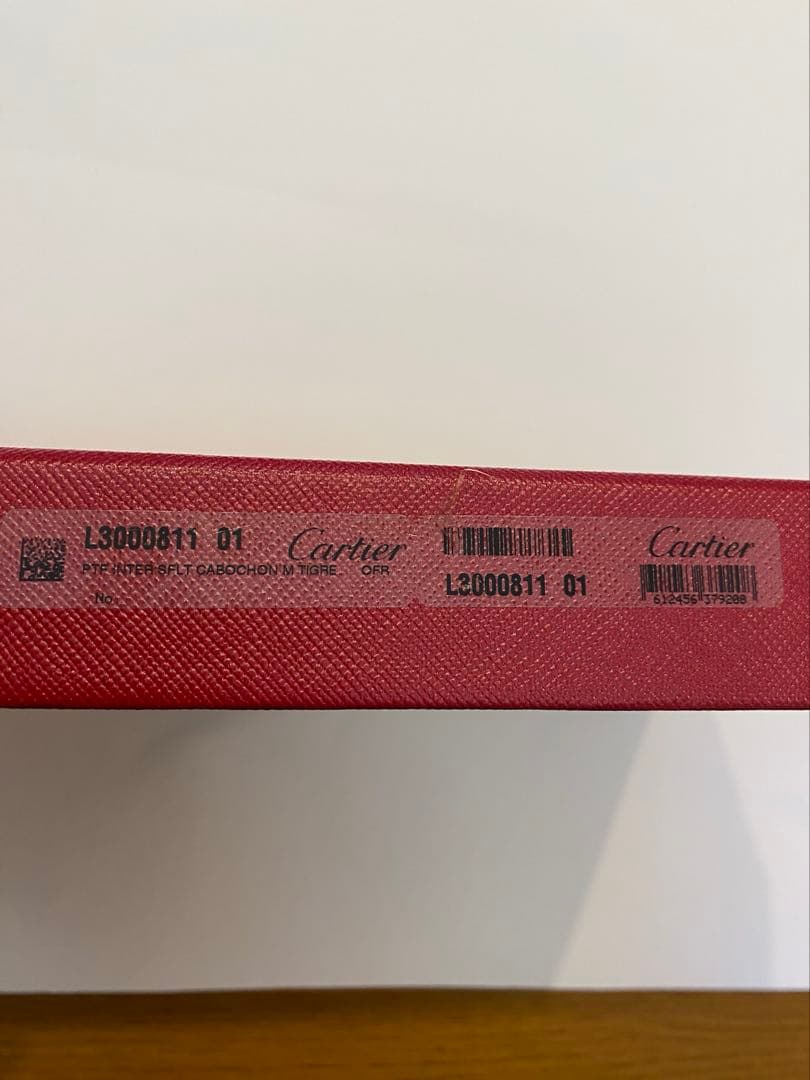 L3000811 01
Cartier
PTF INTER SFLT CABOCHON M TIGRE OFR
No
L3000811 01
Cartier
612456 379288